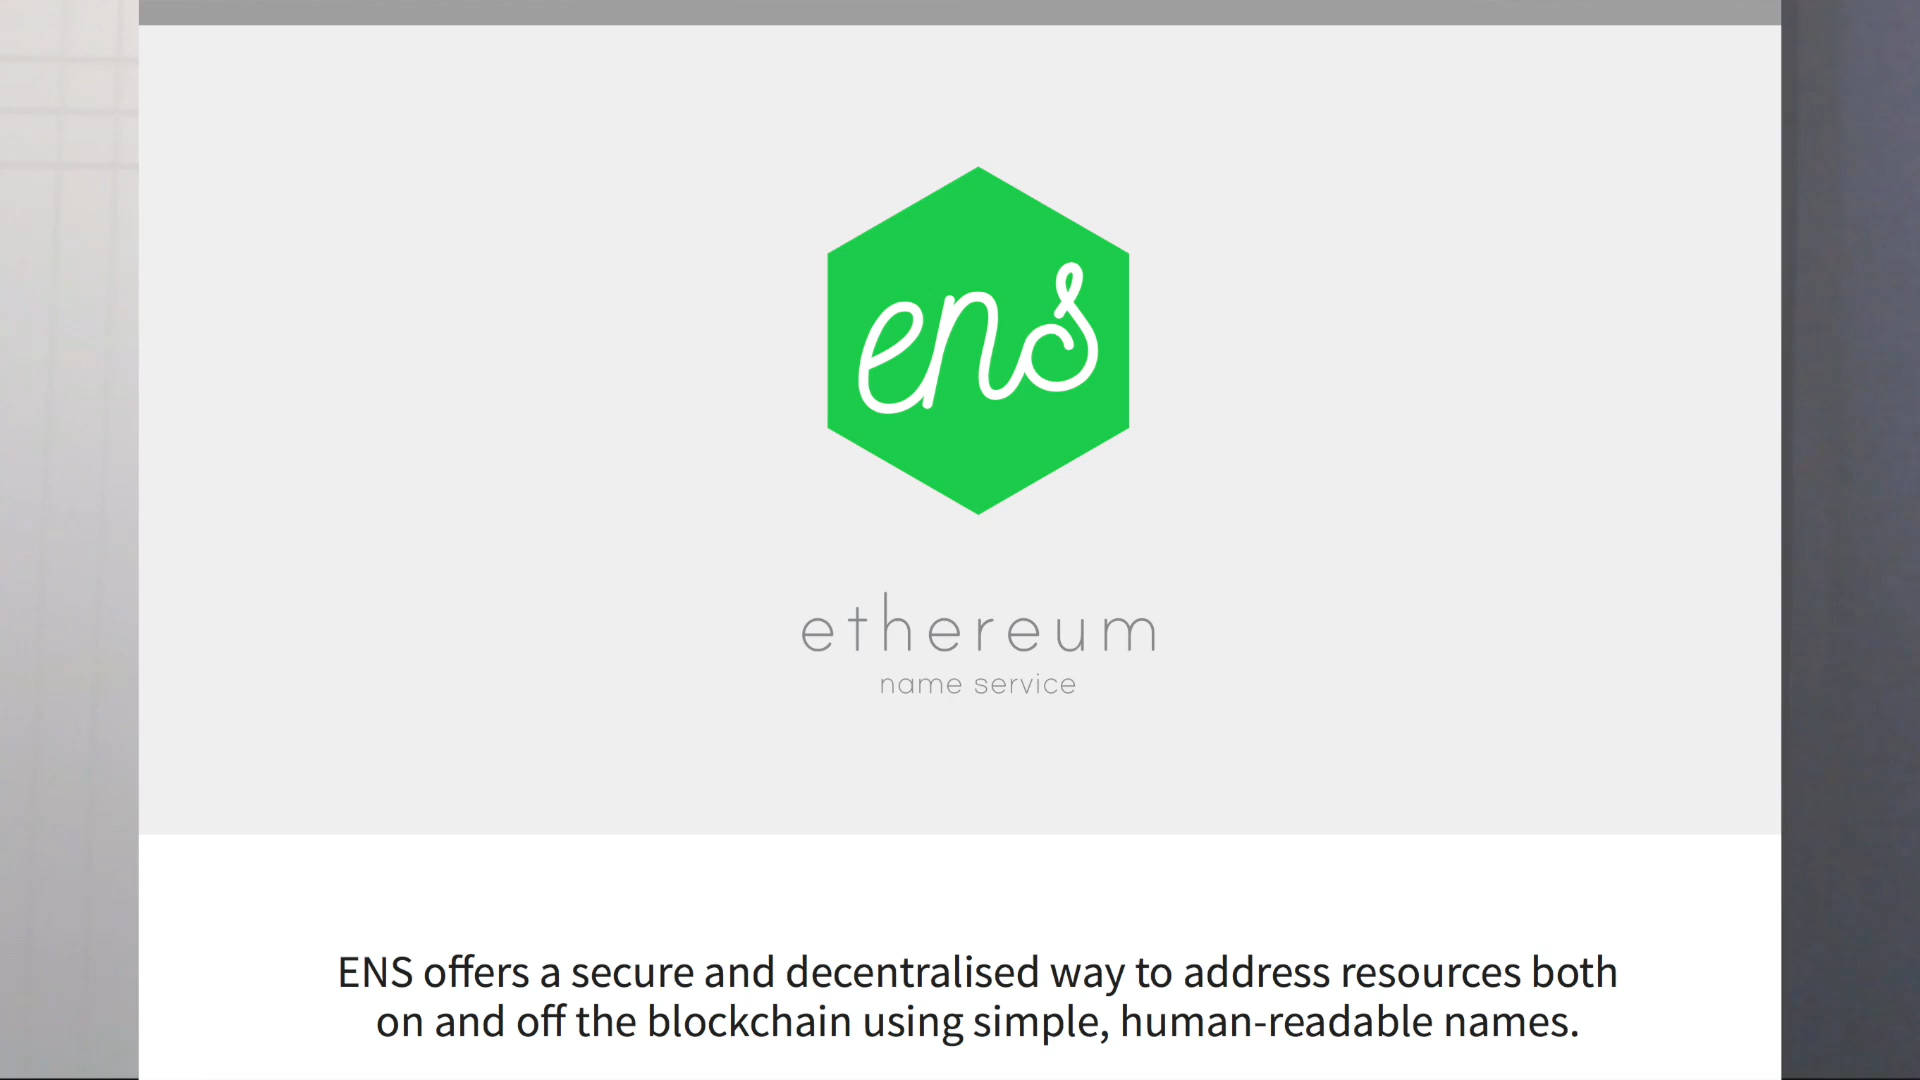 ens
ethereum
name service
ENS offers a secure and decentralised way to address resources both
on and off the blockchain using simple, human-readable names.